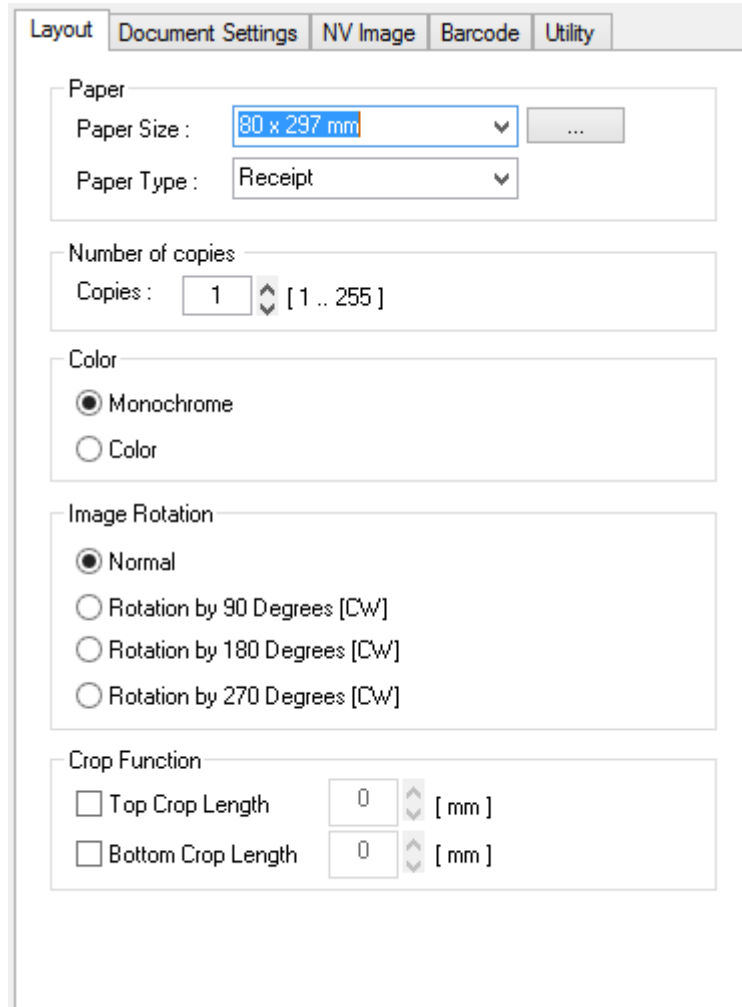 Layout Document Settings NV Image Barcode Utility
Paper
Paper Size : 80 x 297 mm ...
Paper Type : Receipt
Number of copies
Copies : 1 [ 1 .. 255 ]
Color
Monochrome
Color
Image Rotation
Normal
Rotation by 90 Degrees [CW]
Rotation by 180 Degrees [CW]
Rotation by 270 Degrees [CW]
Crop Function
Top Crop Length 0 [ mm ]
Bottom Crop Length 0 [ mm ]